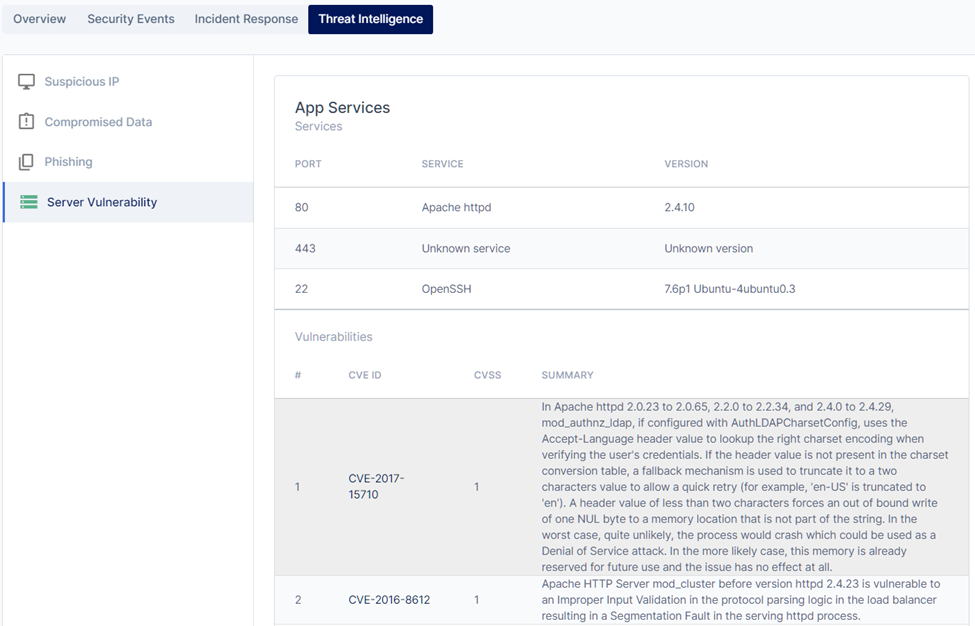 Overview Security Events Incident Response Threat Intelligence
Suspicious IP
Compromised Data
Phishing
Server Vulnerability
App Services
Services
PORT SERVICE VERSION
80 Apache httpd 2.4.10
443 Unknown service Unknown version
22 OpenSSH 7.6p1 Ubuntu-4ubuntu0.3
Vulnerabilities
# CVE ID CVSS SUMMARY
1
CVE-2017-
15710
1
In Apache httpd 2.0.23 to 2.0.65, 2.2.0 to 2.2.34, and 2.4.0 to 2.4.29,
mod_authnz_ldap, if configured with AuthLDAPCharsetConfig, uses the
Accept-Language header value to lookup the right charset encoding when
verifying the user's credentials. If the header value is not present in the charset
conversion table, a fallback mechanism is used to truncate it to a two
characters value to allow a quick retry (for example, 'en-US' is truncated to
'en'). A header value of less than two characters forces an out of bound write
of one NUL byte to a memory location that is not part of the string. In the
worst case, quite unlikely, the process would crash which could be used as a
Denial of Service attack. In the more likely case, this memory is already
reserved for future use and the issue has no effect at all.
2
CVE-2016-8612
1
Apache HTTP Server mod_cluster before version httpd 2.4.23 is vulnerable to
an Improper Input Validation in the protocol parsing logic in the load balancer
resulting in a Segmentation Fault in the serving httpd process.